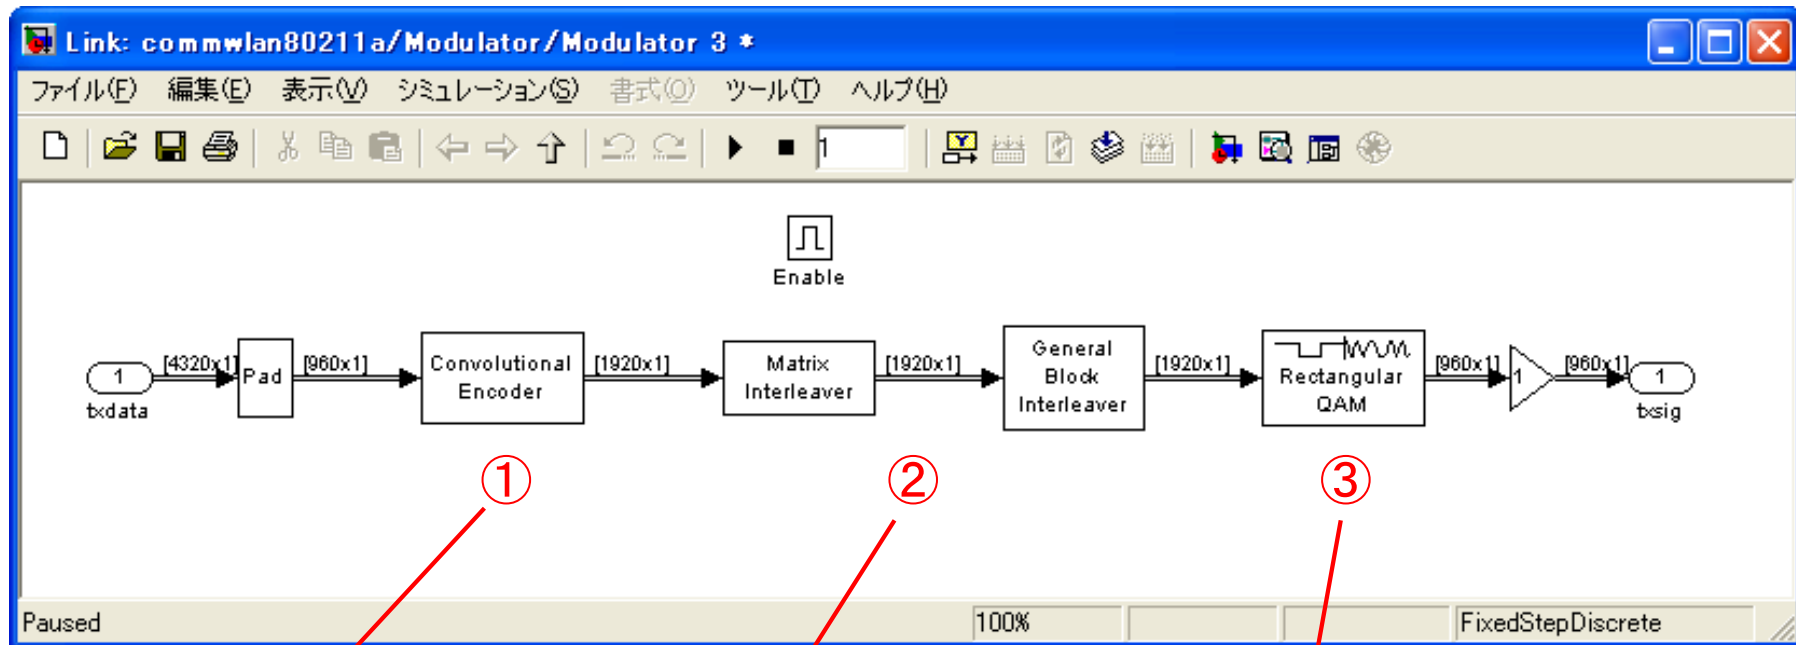 Link: commwlan80211a/Modulator/Modulator 3 *
ファイル(F) 編集(E) 表示(V) シミュレーション(S) 書式(O) ツール(T) ヘルプ(H)
1
Enable
1
txdata
[4320x1]
Pad
[960x1]
Convolutional
Encoder
[1920x1]
Matrix
Interleaver
[1920x1]
General
Block
Interleaver
[1920x1]
Rectangular
QAM
[960x1]
1
[960x1]
1
txsig
①
②
③
Paused
100%
FixedStepDiscrete